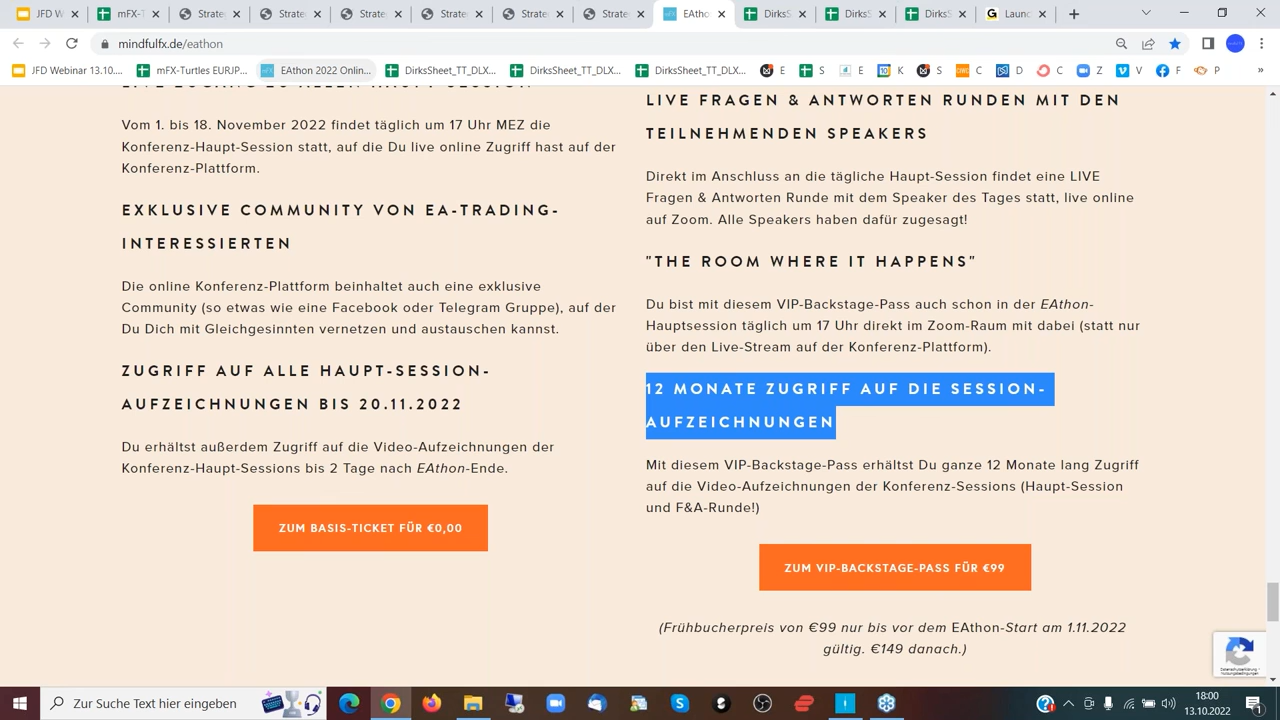 JFD W
mFX-T
Strate
Strate
Strate
Strate
Strate
Strate
EAthon
DirksS
DirksS
DirksS
Launc
mindfulfx.de/eathon
JFD Webinar 13.10....
mFX-Turtles EURJP...
EAthon 2022 Onlin...
DirksSheet_TT_DLX...
DirksSheet_TT_DLX...
DirksSheet_TT_DLX...
E
S
E
K
S
C
D
C
Z
V
F
P
»
Vom 1. bis 18. November 2022 findet täglich um 17 Uhr MEZ die
Konferenz-Haupt-Session statt, auf die Du live online Zugriff hast auf der
Konferenz-Plattform.
EXKLUSIVE COMMUNITY VON EA-TRADING-
INTERESSIERTEN
Die online Konferenz-Plattform beinhaltet auch eine exklusive
Community (so etwas wie eine Facebook oder Telegram Gruppe), auf der
Du Dich mit Gleichgesinnten vernetzen und austauschen kannst.
ZUGRIFF AUF ALLE HAUPT-SESSION-
AUFZEICHNUNGEN BIS 20.11.2022
Du erhältst außerdem Zugriff auf die Video-Aufzeichnungen der
Konferenz-Haupt-Sessions bis 2 Tage nach EAthon-Ende.
ZUM BASIS-TICKET FÜR €0,00
LIVE FRAGEN & ANTWORTEN RUNDEN MIT DEN
TEILNEHMENDEN SPEAKERS
Direkt im Anschluss an die tägliche Haupt-Session findet eine LIVE
Fragen & Antworten Runde mit dem Speaker des Tages statt, live online
auf Zoom. Alle Speakers haben dafür zugesagt!
"THE ROOM WHERE IT HAPPENS"
Du bist mit diesem VIP-Backstage-Pass auch schon in der EAthon-
Hauptsession täglich um 17 Uhr direkt im Zoom-Raum mit dabei (statt nur
über den Live-Stream auf der Konferenz-Plattform).
12 MONATE ZUGRIFF AUF DIE SESSION-
AUFZEICHNUNGEN
Mit diesem VIP-Backstage-Pass erhältst Du ganze 12 Monate lang Zugriff
auf die Video-Aufzeichnungen der Konferenz-Sessions (Haupt-Session
und F&A-Runde!)
ZUM VIP-BACKSTAGE-PASS FÜR €99
(Frühbucherpreis von €99 nur bis vor dem EAthon-Start am 1.11.2022
gültig. €149 danach.)
Zur Suche Text hier eingeben
18:00
13.10.2022